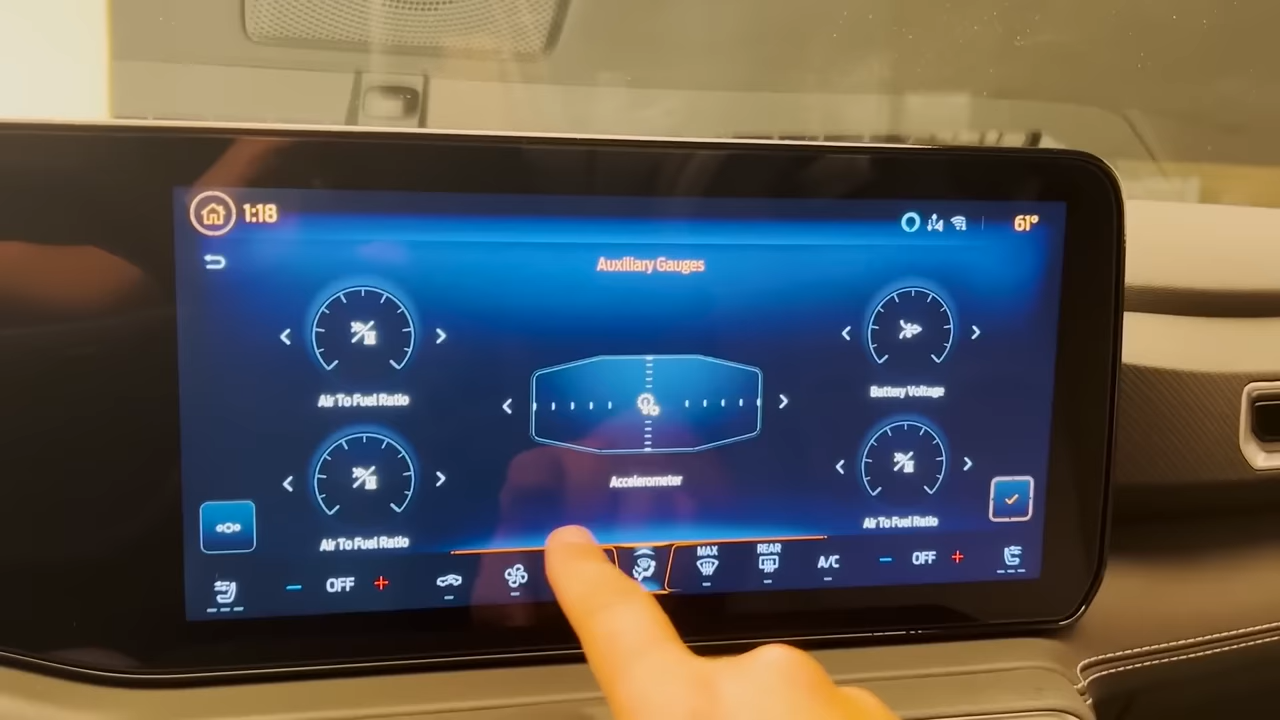 1:18
61°
Auxiliary Gauges
Air To Fuel Ratio
Battery Voltage
Accelerometer
Air To Fuel Ratio
Air To Fuel Ratio
OFF
MAX
REAR
A/C
OFF